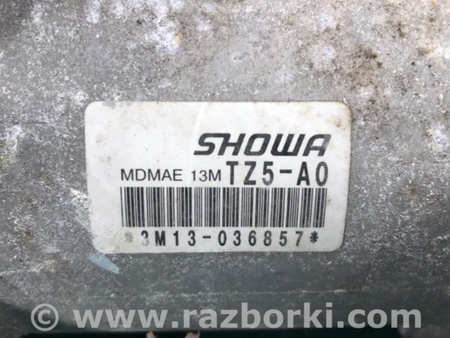 SHOWA
MDMAE 13M TZ5-A0
*3M13-036857*
© www.razborki.com